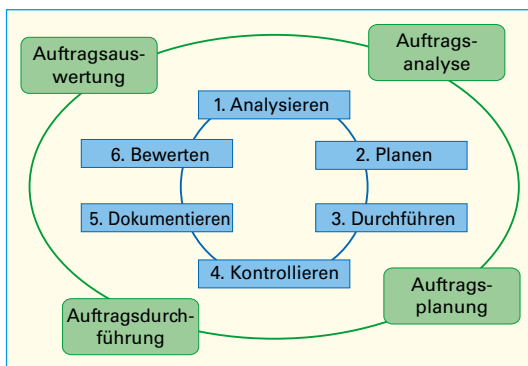 Auftragsaus-
wertung
Auftrags-
analyse
1. Analysieren
6. Bewerten
2. Planen
5. Dokumentieren
3. Durchführen
4. Kontrollieren
Auftragsdurch-
führung
Auftrags-
planung